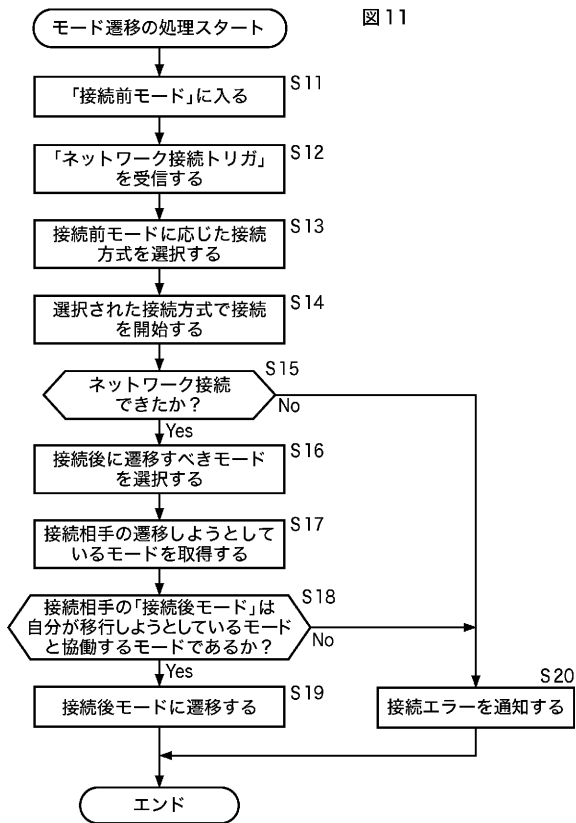 図11
モード遷移の処理スタート
「接続前モード」に入る
S11
「ネットワーク接続トリガ」
を受信する
S12
接続前モードに応じた接続
方式を選択する
S13
選択された接続方式で接続
を開始する
S14
ネットワーク接続
できたか？
S15
No
Yes
接続後に遷移すべきモード
を選択する
S16
接続相手の遷移しようとして
いるモードを取得する
S17
接続相手の「接続後モード」は
自分が移行しようとしているモード
と協働するモードであるか？
S18
No
Yes
接続後モードに遷移する
S19
接続エラーを通知する
S20
エンド